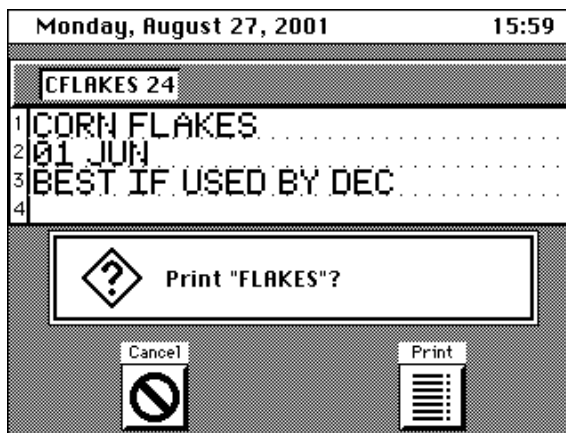 Monday, August 27, 2001 15:59
CFLAKES 24
1 CORN FLAKES
2 01 JUN
3 BEST IF USED BY DEC
4
? Print "FLAKES"?
Cancel Print